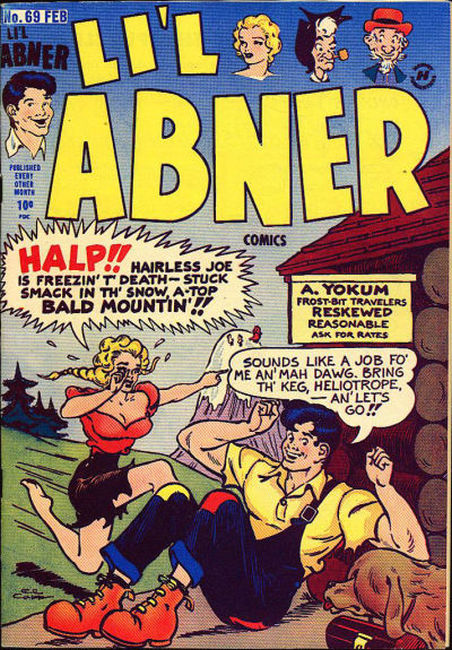 No. 69 FEB
LI'L
ABNER
LI'L
ABNER
H
PUBLISHED
EVERY
OTHER
MONTH
10¢
PDC
COMICS
HALP!! HAIRLESS JOE
IS FREEZIN' T' DEATH—STUCK
SMACK IN TH' SNOW, A-TOP
BALD MOUNTIN'!!
A. YOKUM
FROST-BIT TRAVELERS
RESKEWED
REASONABLE
ASK FOR RATES
SOUNDS LIKE A JOB FO'
ME AN' MAH DAWG. BRING
TH' KEG, HELIOTROPE,
— AN' LET'S
GO!!